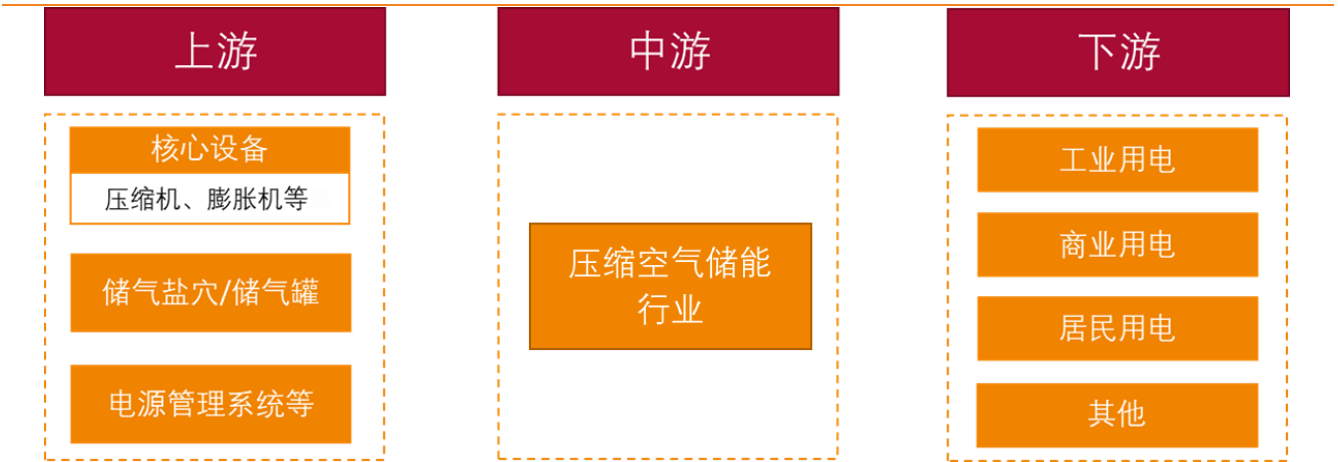 上游
核心设备
压缩机、膨胀机等
储气盐穴/储气罐
电源管理系统等
中游
压缩空气储能
行业
下游
工业用电
商业用电
居民用电
其他